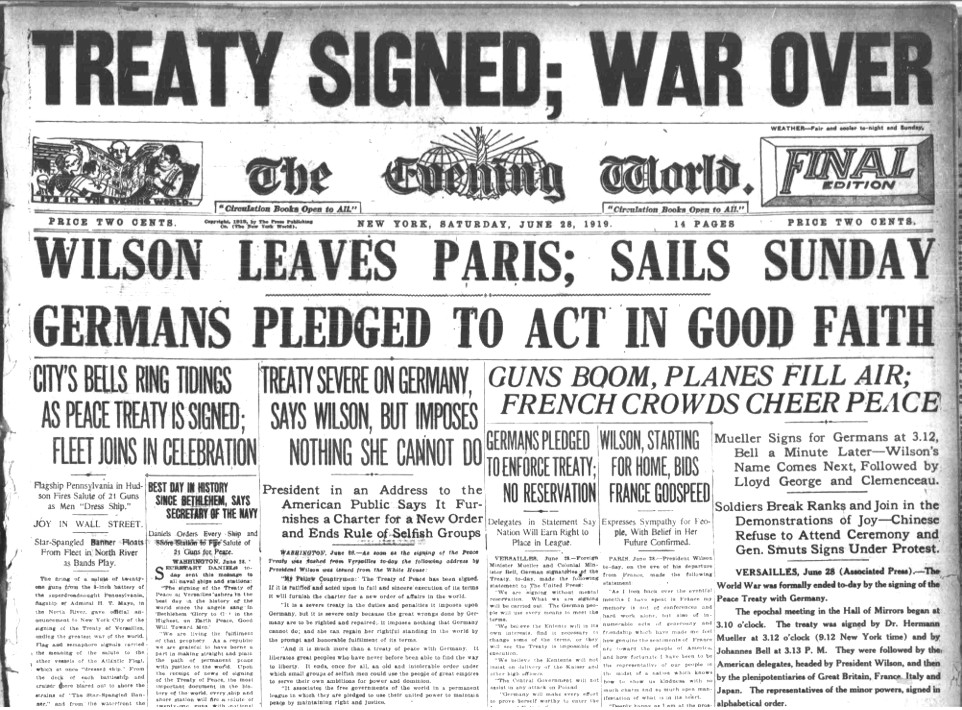 TREATY SIGNED; WAR OVER
WEATHER—Fair and cooler to-night and Sunday.
IT'S IN THE EVENING WORLD.
The Evening World.
FINAL
EDITION
"Circulation Books Open to All."
"Circulation Books Open to All."
PRICE TWO CENTS.
Copyright, 1919, by The Press Publishing
Co. (The New York World).
NEW YORK, SATURDAY, JUNE 28, 1919.
14 PAGES
PRICE TWO CENTS.
WILSON LEAVES PARIS; SAILS SUNDAY
GERMANS PLEDGED TO ACT IN GOOD FAITH
CITY'S BELLS RING TIDINGS
AS PEACE TREATY IS SIGNED;
FLEET JOINS IN CELEBRATION
Flagship Pennsylvania in Hud-
son Fires Salute of 21 Guns
as Men "Dress Ship."
JOY IN WALL STREET.
Star-Spangled Banner Floats
From Fleet in North River
as Bands Play.
The firing of a salute of twenty-
one guns from the 5-inch battery of
the superdreadnought Pennsylvania,
flagship of Admiral H. T. Mayo, in
the North River, gave official an-
nouncement to New York City of the
signing of the Treaty of Versailles,
ending the greatest war of the world.
Flag and semaphore signals carried
the meaning of the salute to the
other vessels of the Atlantic Fleet,
which at once "dressed ship." From
the deck of each battleship and
cruiser there blared out to shore the
strains of "The Star-Spangled Ban-
ner," and from the waterfront the
BEST DAY IN HISTORY
SINCE BETHLEHEM, SAYS
SECRETARY OF THE NAVY
Daniels Orders Every Ship and
Shore Station to Fire Salute of
21 Guns for Peace.
WASHINGTON, June 28.
SECRETARY DANIELS to-
day sent this message to
all naval ships and stations:
"The signing of the Treaty of
Peace at Versailles ushers in the
best day in the history of the
world since the angels sang in
Bethlehem, 'Glory to God in the
Highest, on Earth Peace, Good
Will Toward Men.'
"We are living the fulfilment
of that prophecy. As a republic
we are grateful to have borne a
part in making straight and plain
the path of permanent peace
with justice to the world. Upon
the receipt of news of signing
of the Treaty of Peace, the most
important document in the his-
tory of the world, every ship and
shore station will fire a salute of
twenty-one guns with national
TREATY SEVERE ON GERMANY,
SAYS WILSON, BUT IMPOSES
NOTHING SHE CANNOT DO
President in an Address to the
American Public Says It Fur-
nishes a Charter for a New Order
and Ends Rule of Selfish Groups
WASHINGTON, June 28.—As soon as the signing of the Peace
Treaty was flashed from Versailles to-day the following address by
President Wilson was issued from the White House:
"My Fellow Countrymen: The Treaty of Peace has been signed.
If it is ratified and acted upon in full and sincere execution of its terms
it will furnish the charter for a new order of affairs in the world.
"It is a severe treaty in the duties and penalties it imposes upon
Germany, but it is severe only because the great wrongs done by Ger-
many are to be righted and repaired; it imposes nothing that Germany
cannot do; and she can regain her rightful standing in the world by
the prompt and honorable fulfilment of its terms.
"And it is much more than a treaty of peace with Germany. It
liberates great peoples who have never before been able to find the way
to liberty. It ends, once for all, an old and intolerable order under
which small groups of selfish men could use the people of great empires
to serve their own ambitions for power and dominion.
"It associates the free governments of the world in a permanent
league in which they are pledged to use their united power to maintain
peace by maintaining right and justice.
GUNS BOOM, PLANES FILL AIR;
FRENCH CROWDS CHEER PEACE
GERMANS PLEDGED
TO ENFORCE TREATY;
NO RESERVATION
Delegates in Statement Say
Nation Will Earn Right to
Place in League.
VERSAILLES, June 28—Foreign
Minister Mueller and Colonial Min-
ister Bell, German signatories of the
Treaty, to-day, made the following
statement to The United Press:
"We are signing without mental
reservation. What we are signing
will be carried out. The German peo-
ple will use every means to meet the
terms.
"We believe the Entente will in its
own interests, find it necessary to
change some of the terms, or they
will see the Treaty is impossible of
execution.
"We believe the Entente will not
insist on delivery of the Kaiser and
other high officers.
"The Central Government will not
assist in any attack on Poland.
"Germany will make every effort
to prove herself worthy to enter the
WILSON, STARTING
FOR HOME, BIDS
FRANCE GODSPEED
Expresses Sympathy for Peo-
ple, With Belief in Her
Future Confirmed.
PARIS, June 28.—President Wilson
to-day, on the eve of his departure
from France, made the following
statement
"As I look back over the eventful
months I have spent in France my
memory is not of conferences and
hard work alone, but of in-
numerable acts of generosity and
friendship which have made me feel
how genuine the sentiments of France
are toward the people of America,
and how fortunate I have been to be
the representative of our people in
the midst of a nation which knows
how to show its kindness with so
much charm and so much open man-
ifestation of what is in its heart.
Mueller Signs for Germans at 3.12,
Bell a Minute Later—Wilson's
Name Comes Next, Followed by
Lloyd George and Clemenceau.
Soldiers Break Ranks and Join in the
Demonstrations of Joy—Chinese
Refuse to Attend Ceremony and
Gen. Smuts Signs Under Protest.
VERSAILLES, June 28 (Associated Press).—The
World War was formally ended to-day by the signing of the
Peace Treaty with Germany.
The epochal meeting in the Hall of Mirrors began at
3.10 o'clock. The treaty was signed by Dr. Hermann
Mueller at 3.12 o'clock (9.12 New York time) and by
Johannes Bell at 3.13 P. M. They were followed by the
American delegates, headed by President Wilson, and then
by the plenipotentiaries of Great Britain, France, Italy and
Japan. The representatives of the minor powers, signed in
alphabetical order.